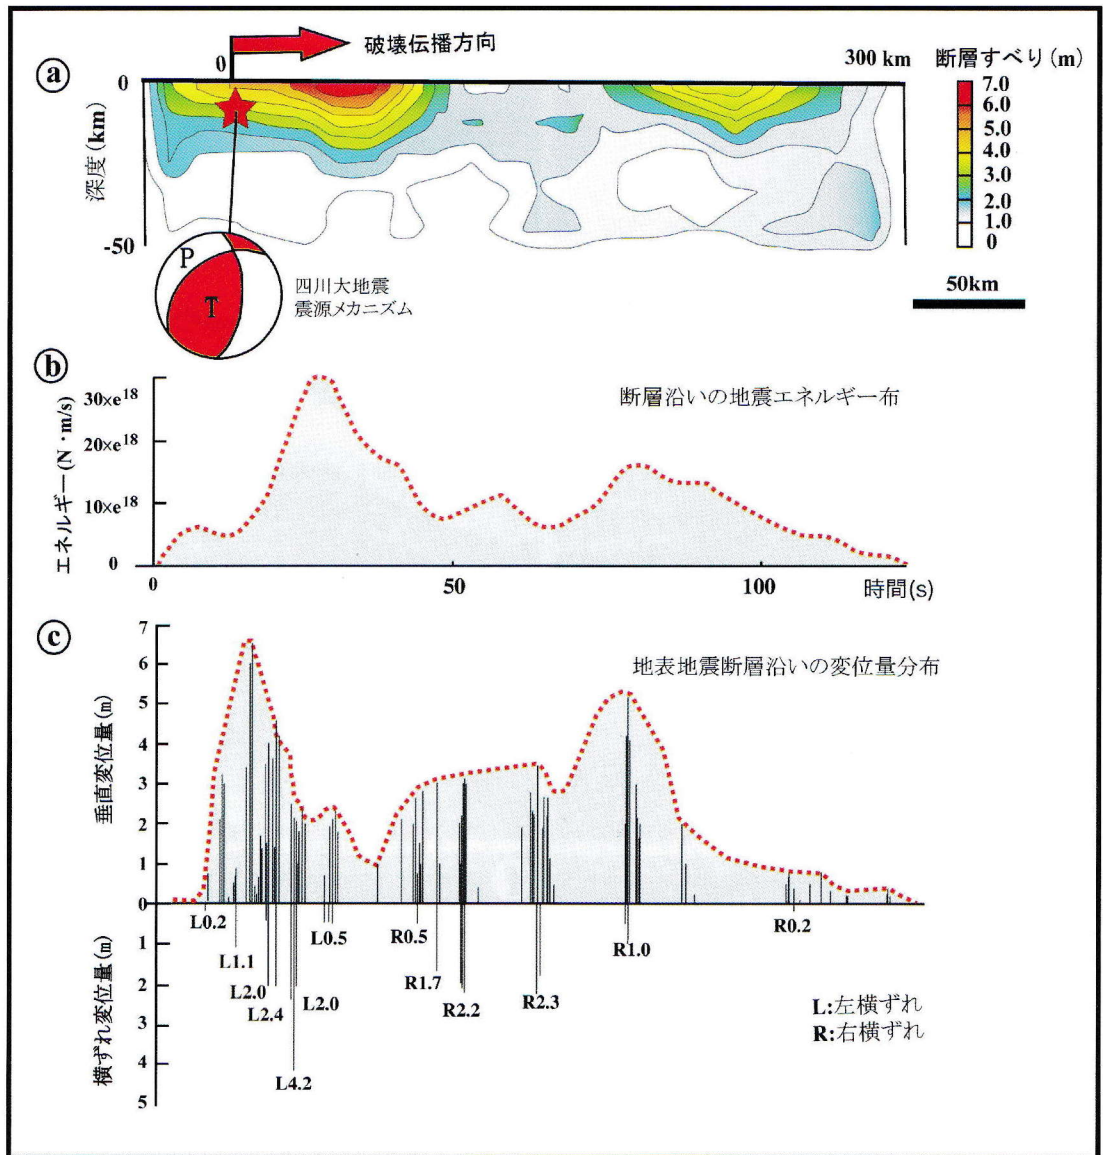 破壊伝播方向
0
300 km
断層すべり(m)
ⓐ
0
深度(km)
-50
7.0
6.0
5.0
4.0
3.0
2.0
1.0
0
P
T
四川大地震
震源メカニズム
50km
ⓑ
断層沿いの地震エネルギー布
エネルギー(N・m/s)
30×e18
20×e18
10×e18
0
0
50
100
時間(s)
ⓒ
地表地震断層沿いの変位量分布
垂直変位量(m)
7
6
5
4
3
2
1
0
横ずれ変位量(m)
1
2
3
4
5
L0.2
L1.1
L2.0
L2.4
L4.2
L2.0
L0.5
R0.5
R1.7
R2.2
R2.3
R1.0
R0.2
L:左横ずれ
R:右横ずれ